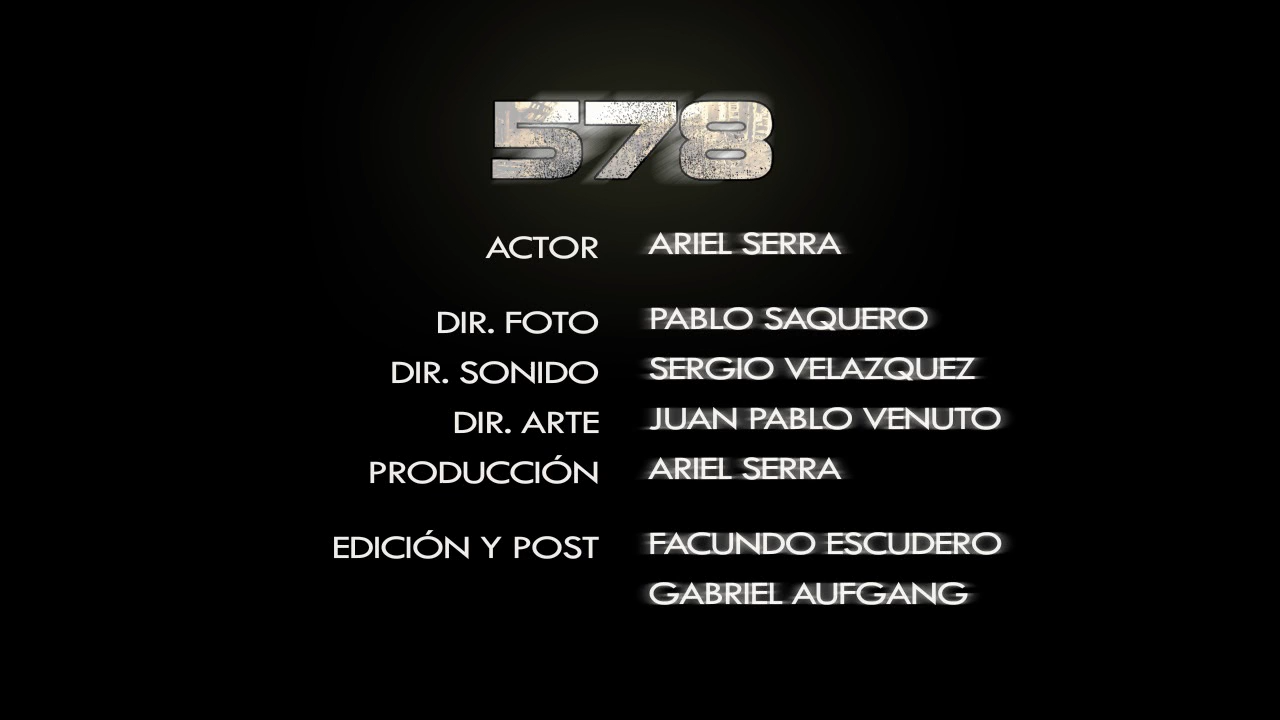 578
ACTOR ARIEL SERRA
DIR. FOTO PABLO SAQUERO
DIR. SONIDO SERGIO VELAZQUEZ
DIR. ARTE JUAN PABLO VENUTO
PRODUCCIÓN ARIEL SERRA
EDICIÓN Y POST FACUNDO ESCUDERO
GABRIEL AUFGANG